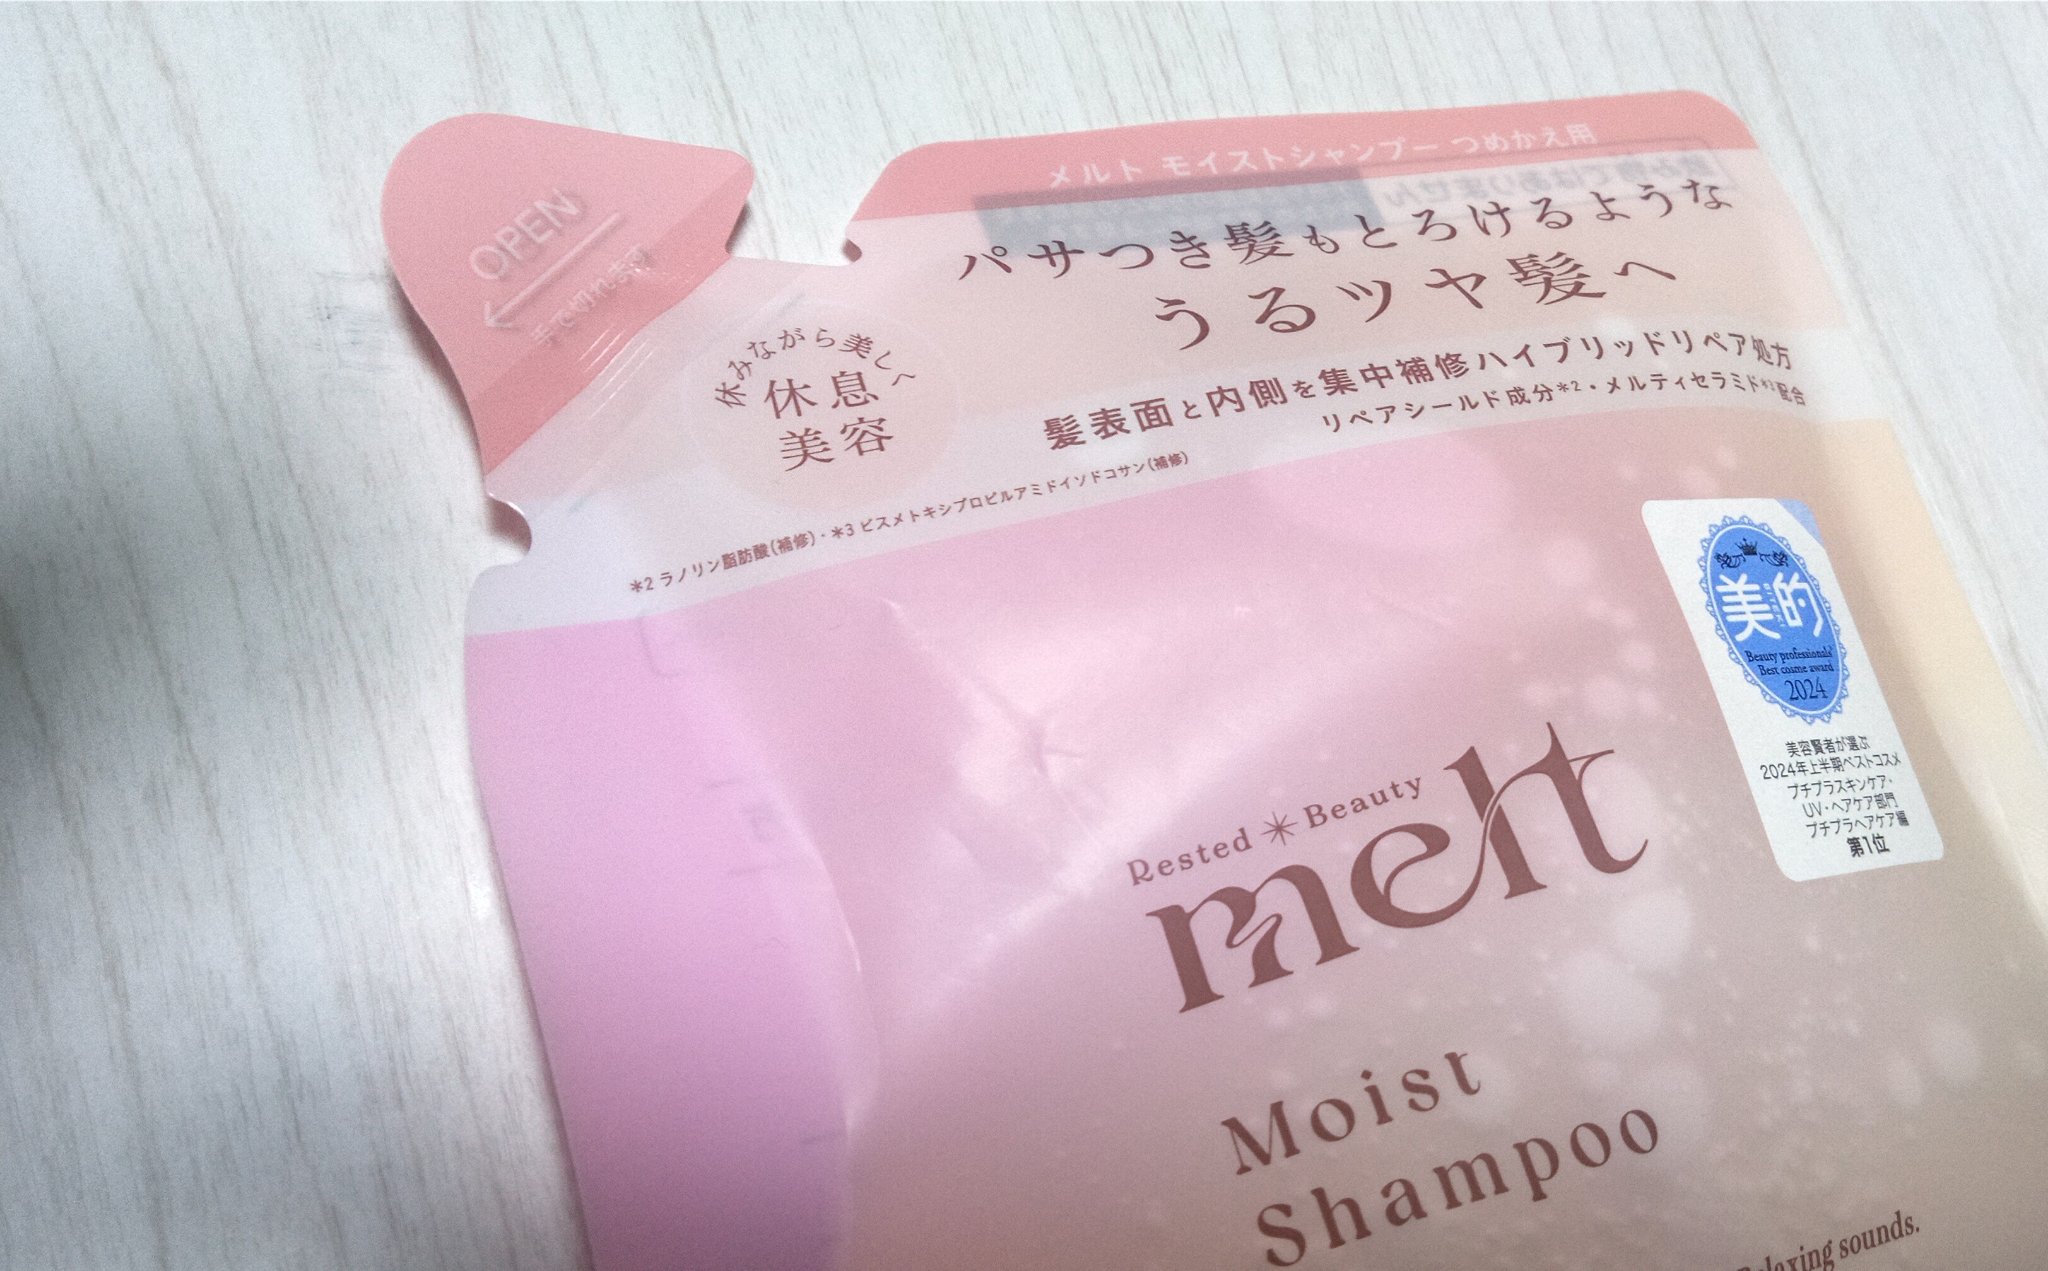 OPEN
手で切れます
メルト モイストシャンプー つめかえ用
パサつき髪もとろけるような
うるツヤ髪へ
休みながら美しく
休息
美容
髪表面と内側を集中補修ハイブリッドリペア処方
リペアシールド成分*2・メルティセラミド*3配合
*2 ラノリン脂肪酸(補修)・*3 ビスメトキシプロピルアミドイソドコサン(補修)
美的
BITEKI
Beauty professionals'
Best cosme award
2024
美容賢者が選ぶ
2024年上半期ベストコスメ
プチプラスキンケア・
UV・ヘアケア部門
プチプラヘアケア編
第1位
Rested Beauty
melt
Moist
Shampoo
Relaxing sounds.